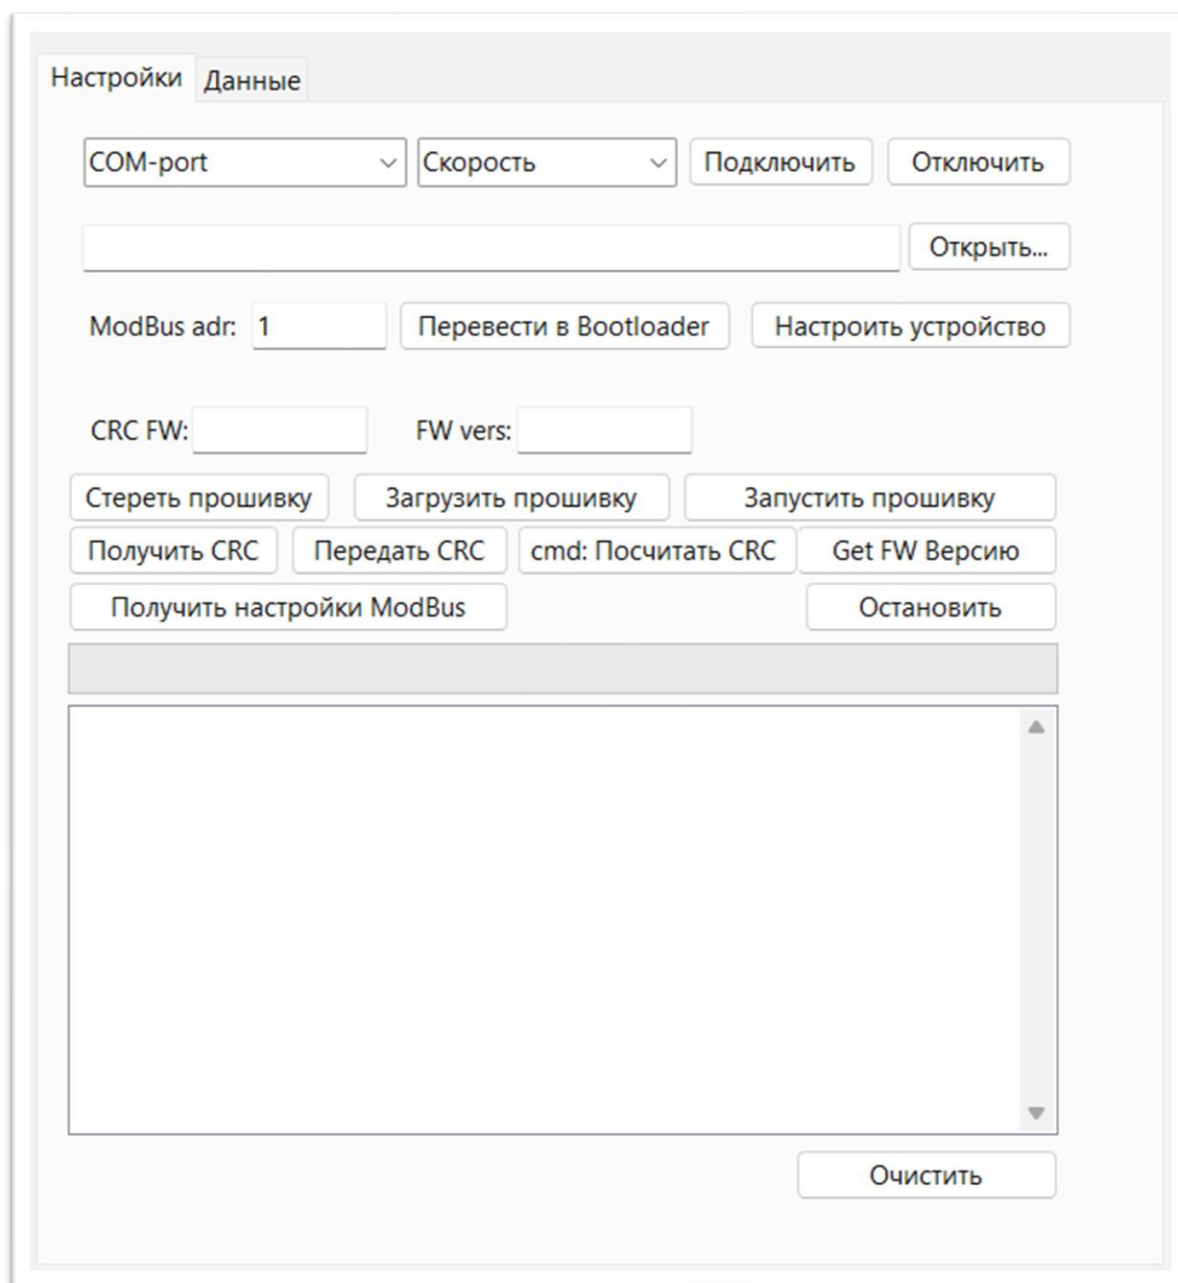 Настройки Данные
COM-port Скорость Подключить Отключить
Открыть...
ModBus adr: 1 Перевести в Bootloader Настроить устройство
CRC FW: FW vers:
Стереть прошивку Загрузить прошивку Запустить прошивку
Получить CRC Передать CRC cmd: Посчитать CRC Get FW Версию
Получить настройки ModBus Остановить
Очистить